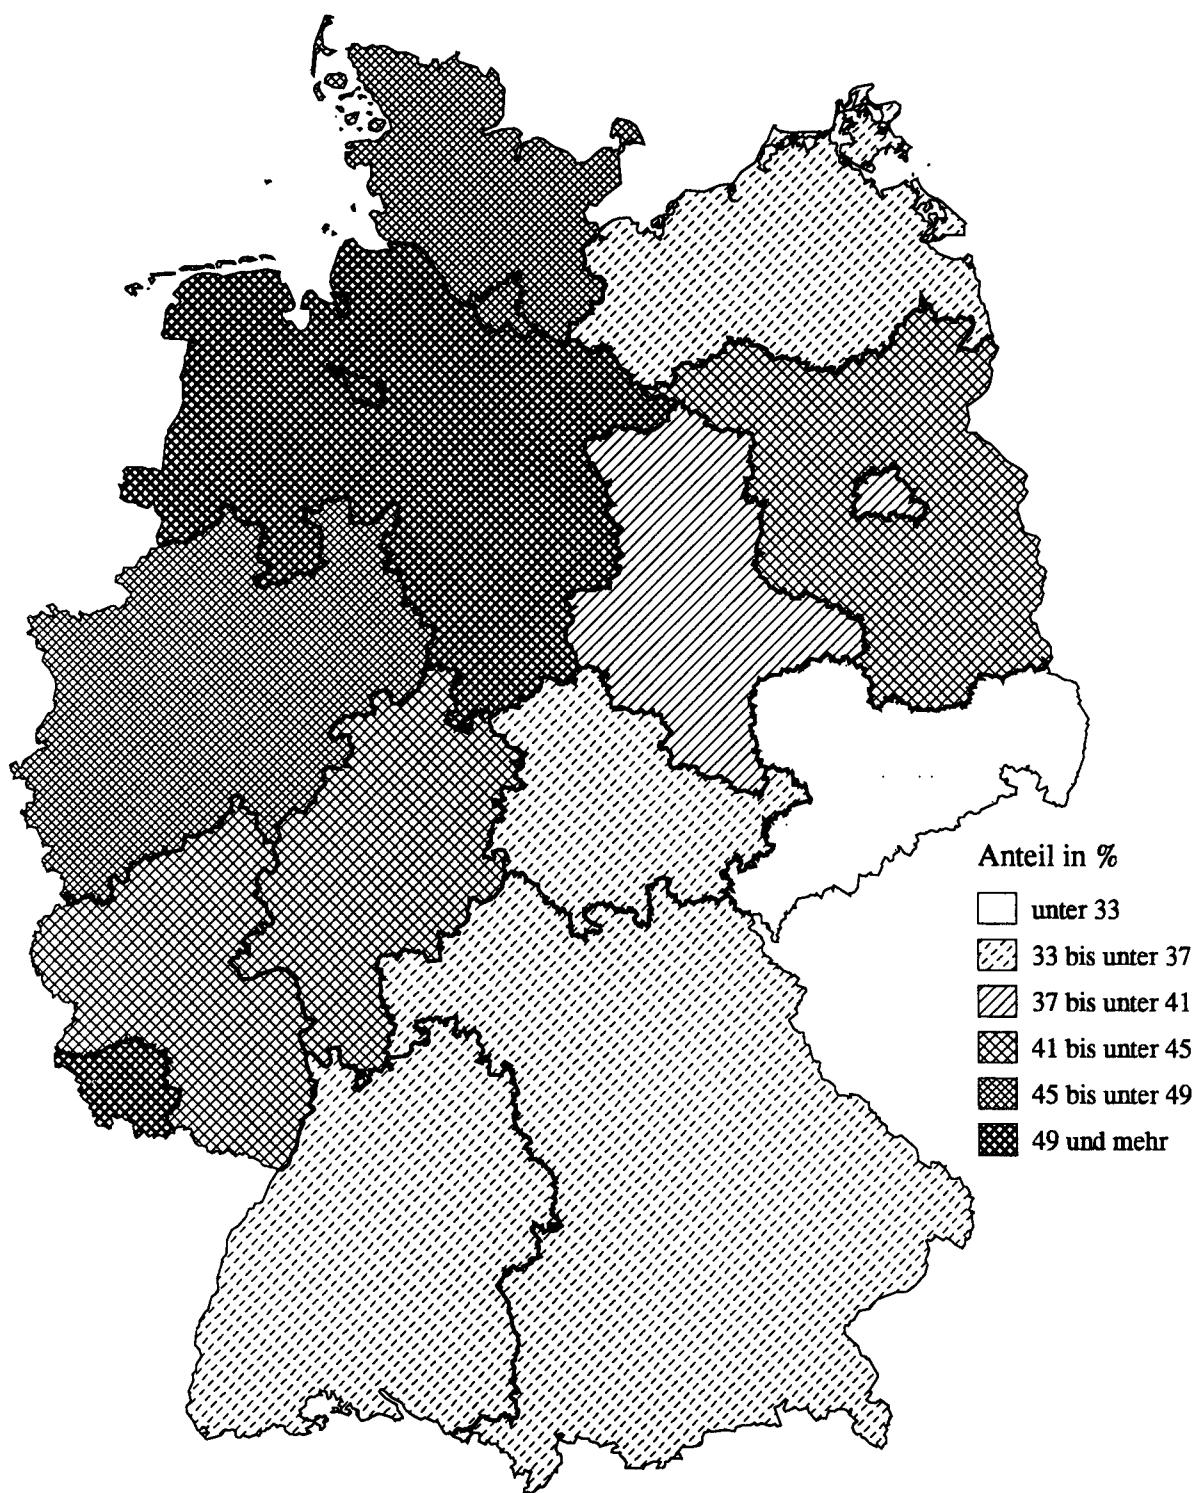 Anteil in %
unter 33
33 bis unter 37
37 bis unter 41
41 bis unter 45
45 bis unter 49
49 und mehr